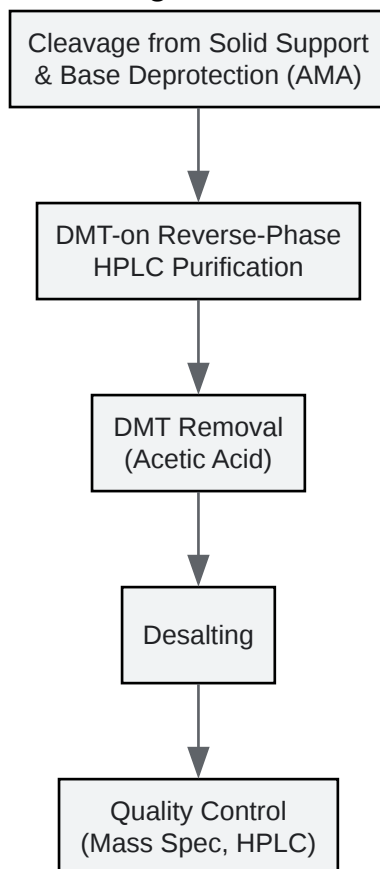 Cleavage from Solid Support
& Base Deprotection (AMA)
DMT-on Reverse-Phase
HPLC Purification
DMT Removal
(Acetic Acid)
Desalting
Quality Control
(Mass Spec, HPLC)